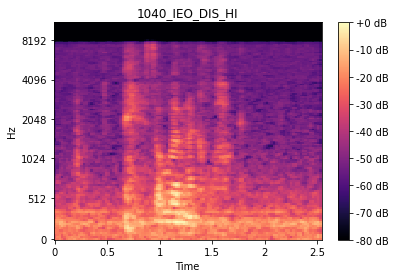 1040_IEO_DIS_HI
8192
4096
2048
1024
512
0
Hz
0
0.5
1
1.5
2
2.5
Time
+0 dB
-10 dB
-20 dB
-30 dB
-40 dB
-50 dB
-60 dB
-70 dB
-80 dB